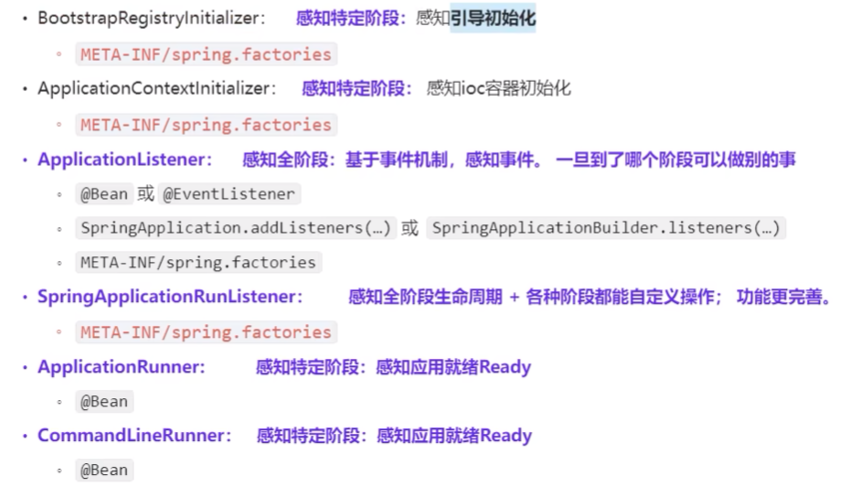 • BootstrapRegistryInitializer： 感知特定阶段：感知引导初始化
◦ META-INF/spring.factories
• ApplicationContextInitializer： 感知特定阶段： 感知ioc容器初始化
◦ META-INF/spring.factories
• ApplicationListener： 感知全阶段：基于事件机制，感知事件。 一旦到了哪个阶段可以做别的事
◦ @Bean 或 @EventListener
◦ SpringApplication.addListeners(…) 或 SpringApplicationBuilder.listeners(…)
◦ META-INF/spring.factories
• SpringApplicationRunListener： 感知全阶段生命周期 + 各种阶段都能自定义操作； 功能更完善。
◦ META-INF/spring.factories
• ApplicationRunner: 感知特定阶段：感知应用就绪Ready
◦ @Bean
• CommandLineRunner： 感知特定阶段：感知应用就绪Ready
◦ @Bean